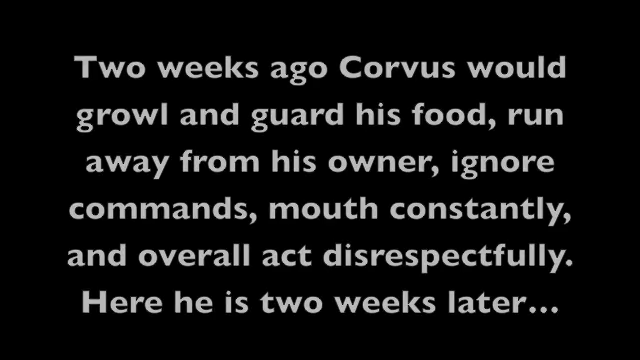 Two weeks ago Corvus would
growl and guard his food, run
away from his owner, ignore
commands, mouth constantly,
and overall act disrespectfully.
Here he is two weeks later...